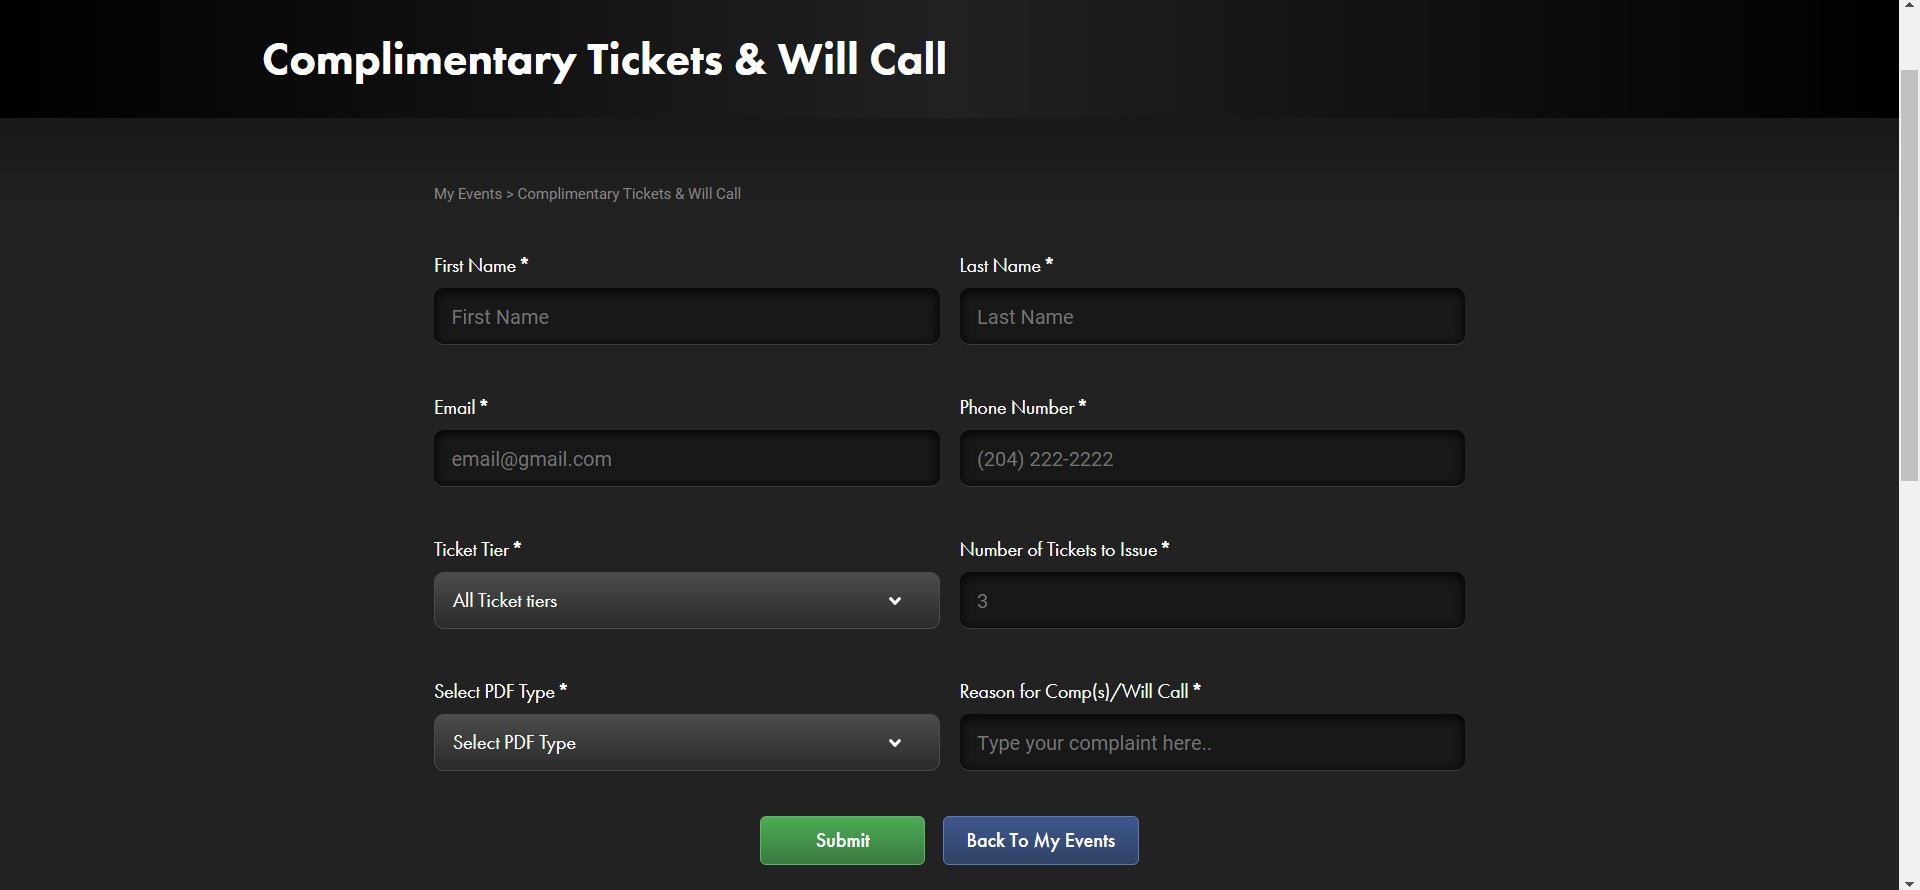 Complimentary Tickets & Will Call
My Events > Complimentary Tickets & Will Call
First Name *
Last Name *
First Name
Last Name
Email *
Phone Number *
email@gmail.com
(204) 222-2222
Ticket Tier *
Number of Tickets to Issue *
All Ticket tiers
3
Select PDF Type *
Reason for Comp(s)/Will Call *
Select PDF Type
Type your complaint here..
Submit
Back To My Events